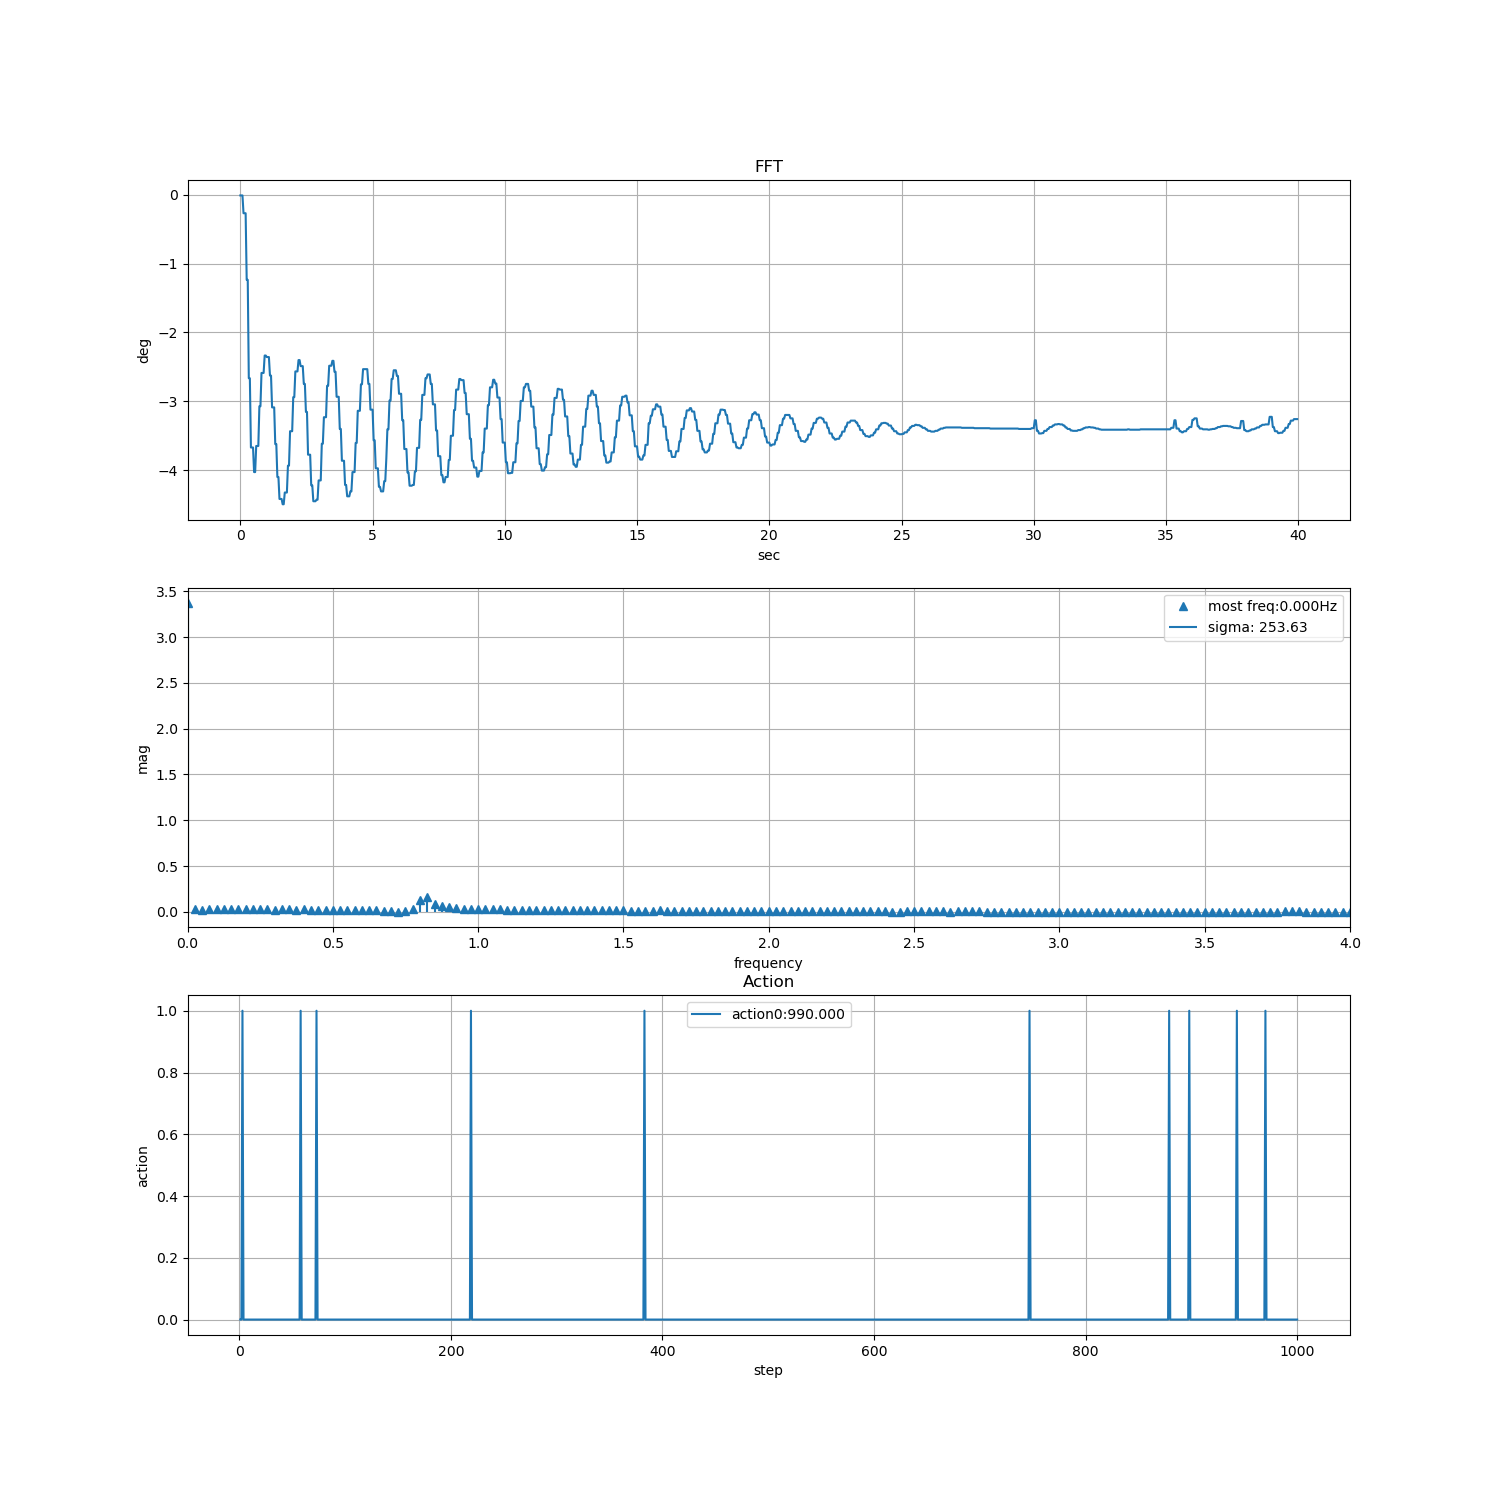 FFT
0
−1
−2
−3
−4
deg
0 5 10 15 20 25 30 35 40
sec
3.5
3.0
2.5
2.0
1.5
1.0
0.5
0.0
mag
most freq:0.000Hz
sigma: 253.63
0.0 0.5 1.0 1.5 2.0 2.5 3.0 3.5 4.0
frequency
Action
1.0
0.8
0.6
0.4
0.2
0.0
action
action0:990.000
0 200 400 600 800 1000
step